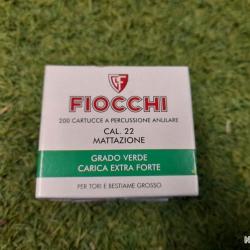 FIOCCHI
200 CARTUCCE A PERCUSSIONE ANULARE
CAL. 22
MATTAZIONE
GRADO VERDE
CARICA EXTRA FORTE
PER TORI E BESTIAME GROSSO